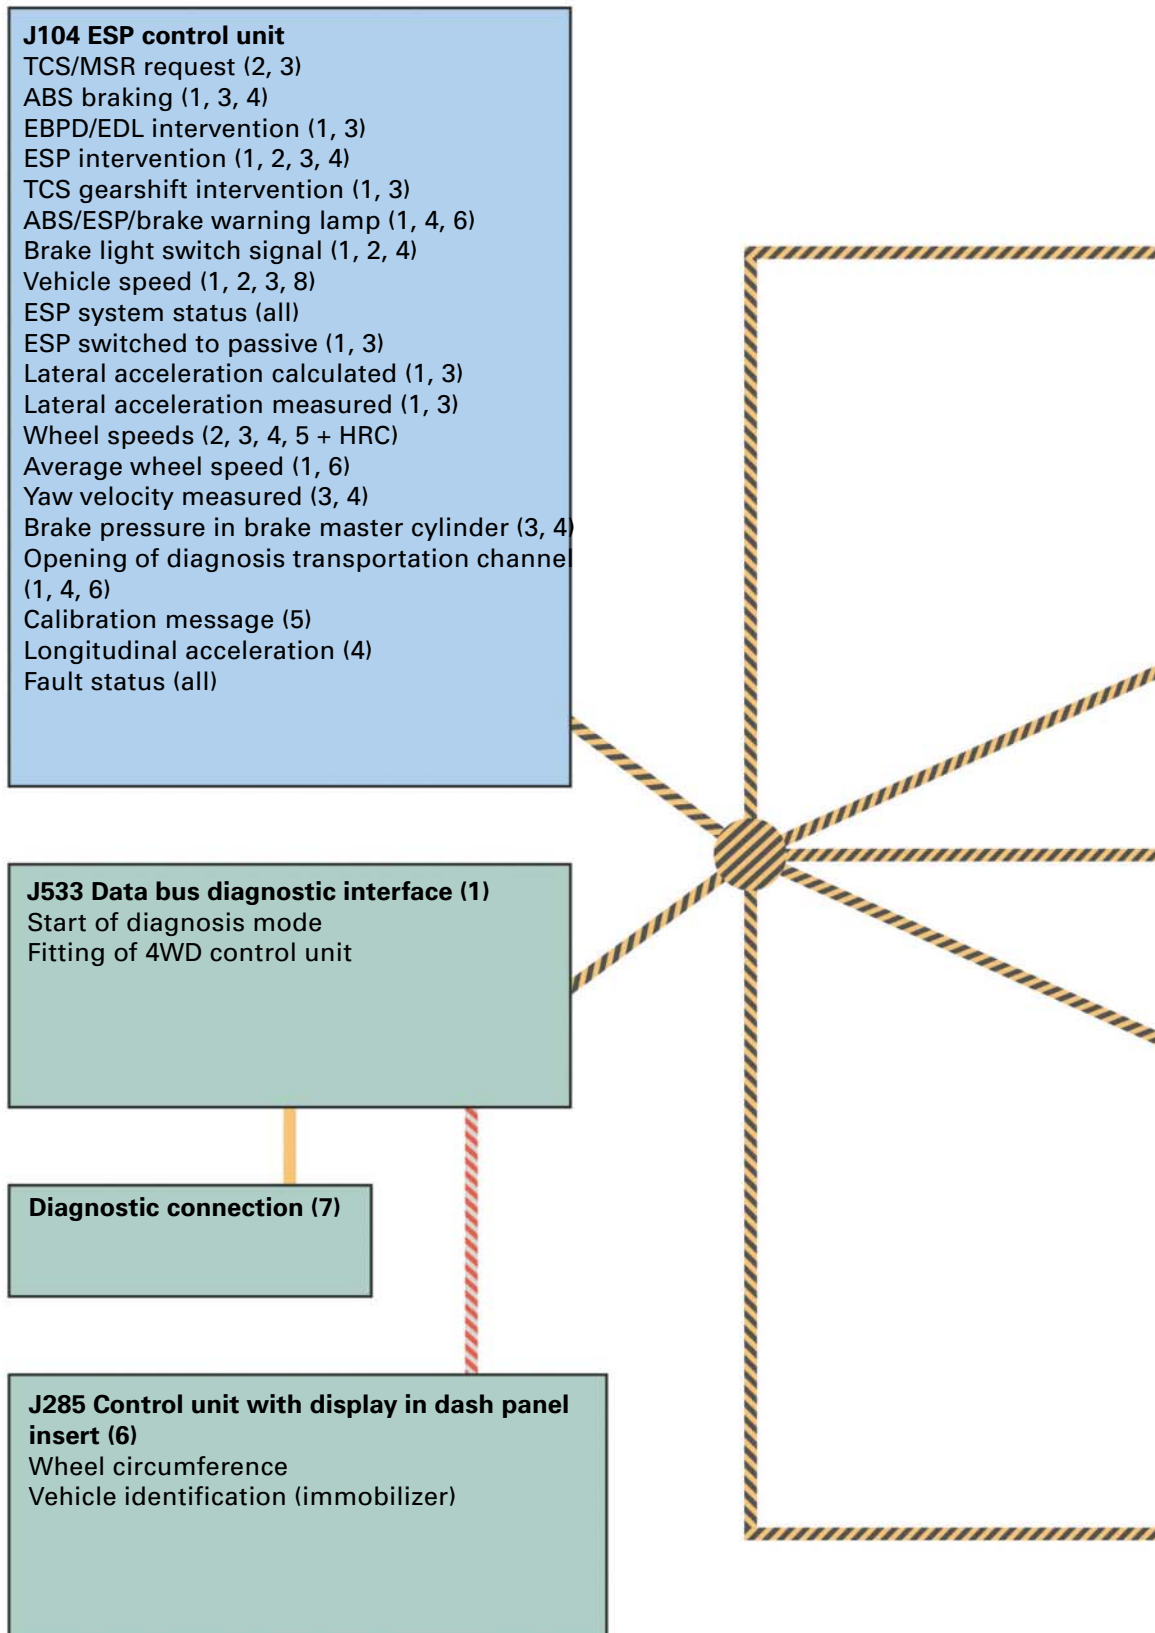 J104 ESP control unit
TCS/MSR request (2, 3)
ABS braking (1, 3, 4)
EBPD/EDL intervention (1, 3)
ESP intervention (1, 2, 3, 4)
TCS gearshift intervention (1, 3)
ABS/ESP/brake warning lamp (1, 4, 6)
Brake light switch signal (1, 2, 4)
Vehicle speed (1, 2, 3, 8)
ESP system status (all)
ESP switched to passive (1, 3)
Lateral acceleration calculated (1, 3)
Lateral acceleration measured (1, 3)
Wheel speeds (2, 3, 4, 5 + HRC)
Average wheel speed (1, 6)
Yaw velocity measured (3, 4)
Brake pressure in brake master cylinder (3, 4)
Opening of diagnosis transportation channel
(1, 4, 6)
Calibration message (5)
Longitudinal acceleration (4)
Fault status (all)
J533 Data bus diagnostic interface (1)
Start of diagnosis mode
Fitting of 4WD control unit
Diagnostic connection (7)
J285 Control unit with display in dash panel
insert (6)
Wheel circumference
Vehicle identification (immobilizer)